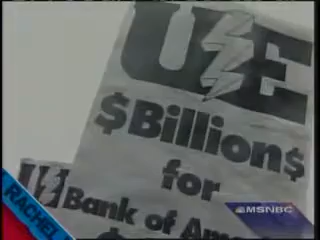 UE
$Billion$
for
Bank of Ame
MSNBC
RACHEL